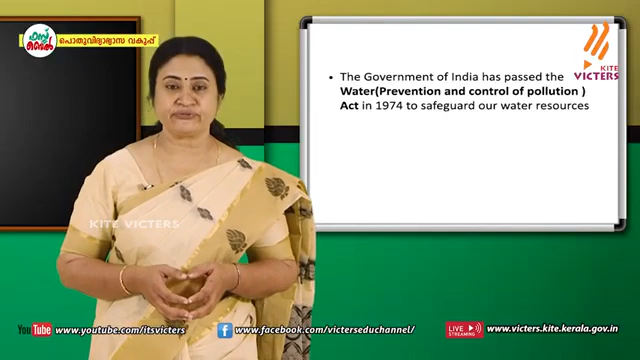 ഫസ്റ്റ്
ബെൽ
പൊതുവിദ്യാഭ്യാസ വകുപ്പ്
KITE
VICTERS
• The Government of India has passed the
Water(Prevention and control of pollution )
Act in 1974 to safeguard our water resources
KITE VICTERS
YouTube www.youtube.com/itsvicters
f www.facebook.com/victerseduchannel/
LIVE STREAMING www.victers.kite.kerala.gov.in